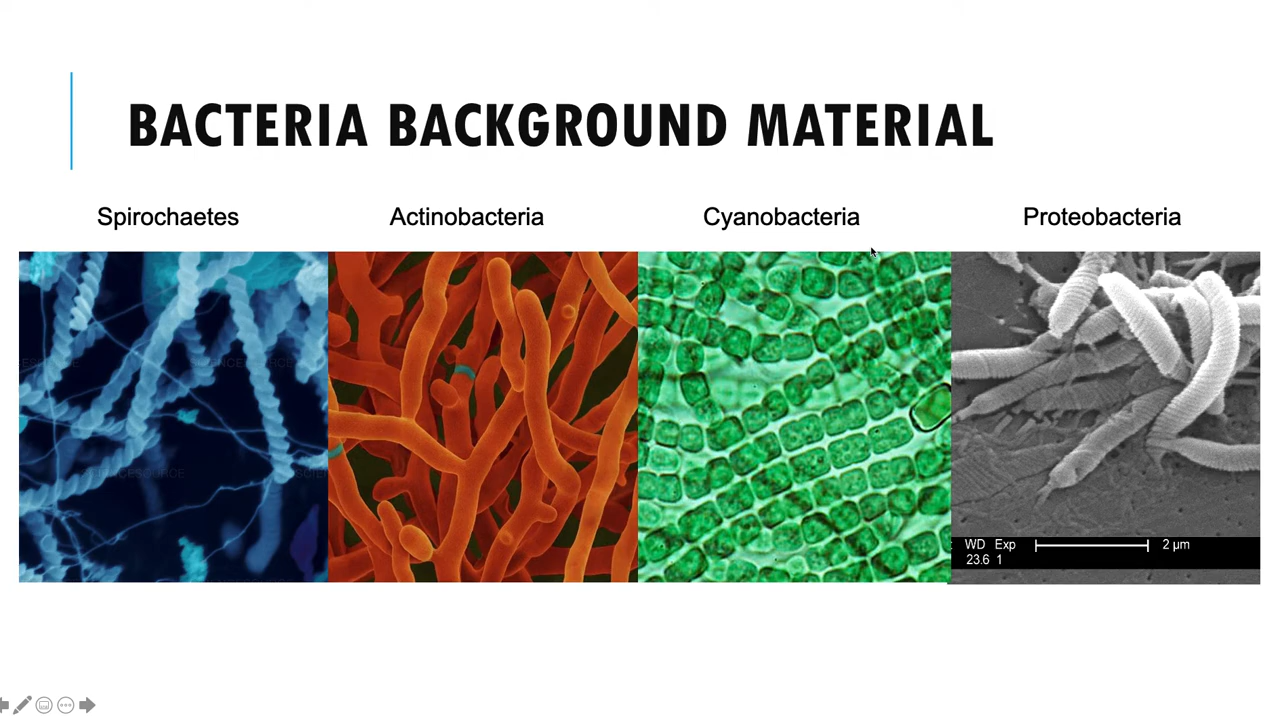 BACTERIA BACKGROUND MATERIAL
Spirochaetes
Actinobacteria
Cyanobacteria
Proteobacteria
WD Exp 2 µm
23.6 1